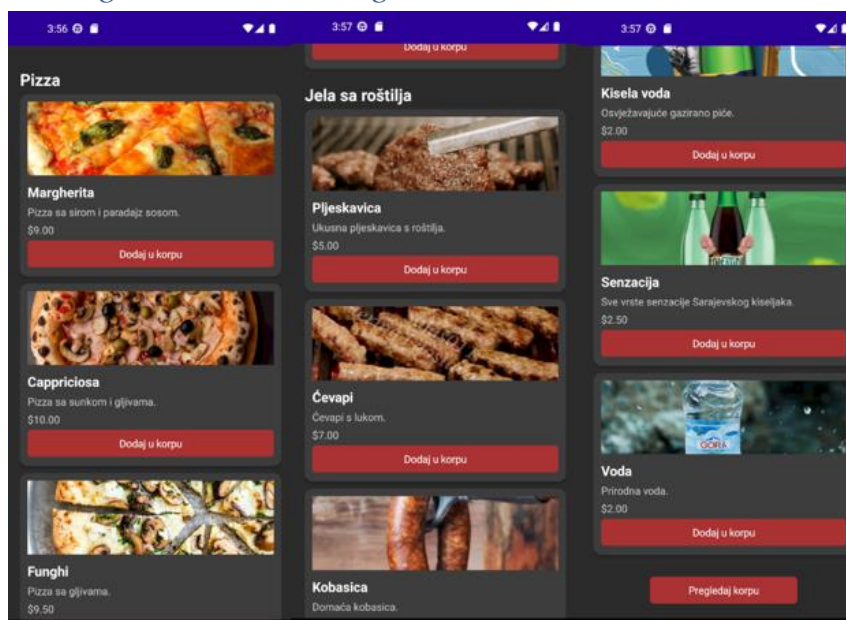 3:56
Pizza
Margherita
Pizza sa sirom i paradajz sosom.
$9.00
Dodaj u korpu
Cappriciosa
Pizza sa sunkom i gljivama.
$10.00
Dodaj u korpu
Funghi
Pizza sa gljivama.
$9.50
3:57
Dodaj u korpu
Jela sa roštilja
Pljeskavica
Ukusna pljeskavica s roštilja.
$5.00
Dodaj u korpu
Ćevapi
Ćevapi s lukom.
$7.00
Dodaj u korpu
Kobasica
Domaća kobasica.
3:57
Kisela voda
Osvježavajuće gazirano piće.
$2.00
Dodaj u korpu
Senzacija
Sve vrste senzacije Sarajevskog kiseljaka.
$2.50
Dodaj u korpu
GORA
Voda
Prirodna voda.
$2.00
Dodaj u korpu
Pregledaj korpu